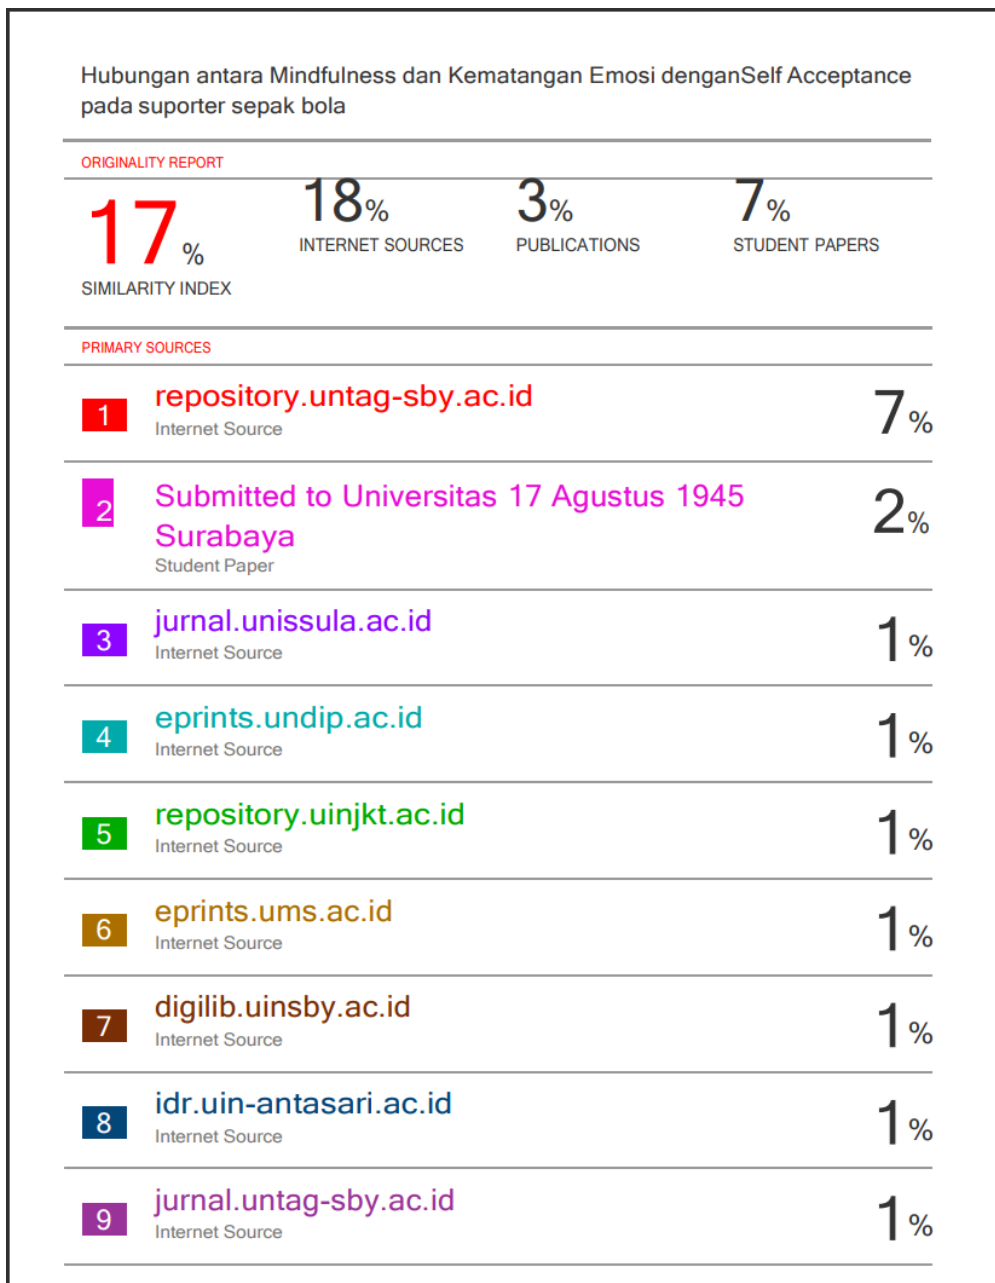 Hubungan antara Mindfulness dan Kematangan Emosi denganSelf Acceptance
pada suporter sepak bola
ORIGINALITY REPORT
17%
SIMILARITY INDEX
18%
INTERNET SOURCES
3%
PUBLICATIONS
7%
STUDENT PAPERS
PRIMARY SOURCES
1
repository.untag-sby.ac.id
Internet Source
7%
2
Submitted to Universitas 17 Agustus 1945
Surabaya
Student Paper
2%
3
jurnal.unissula.ac.id
Internet Source
1%
4
eprints.undip.ac.id
Internet Source
1%
5
repository.uinjkt.ac.id
Internet Source
1%
6
eprints.ums.ac.id
Internet Source
1%
7
digilib.uinsby.ac.id
Internet Source
1%
8
idr.uin-antasari.ac.id
Internet Source
1%
9
jurnal.untag-sby.ac.id
Internet Source
1%